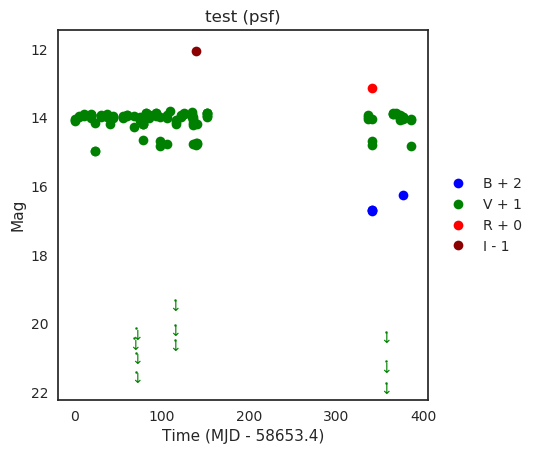 test (psf)
12
14
16
18
20
22
Mag
0
100
200
300
400
Time (MJD - 58653.4)
B + 2
V + 1
R + 0
I - 1